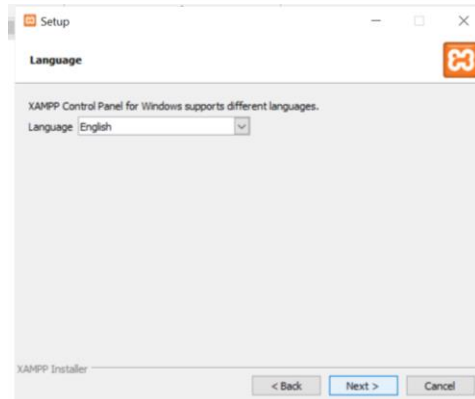 Setup
Language
XAMPP Control Panel for Windows supports different languages.
Language English
XAMPP Installer
< Back Next > Cancel